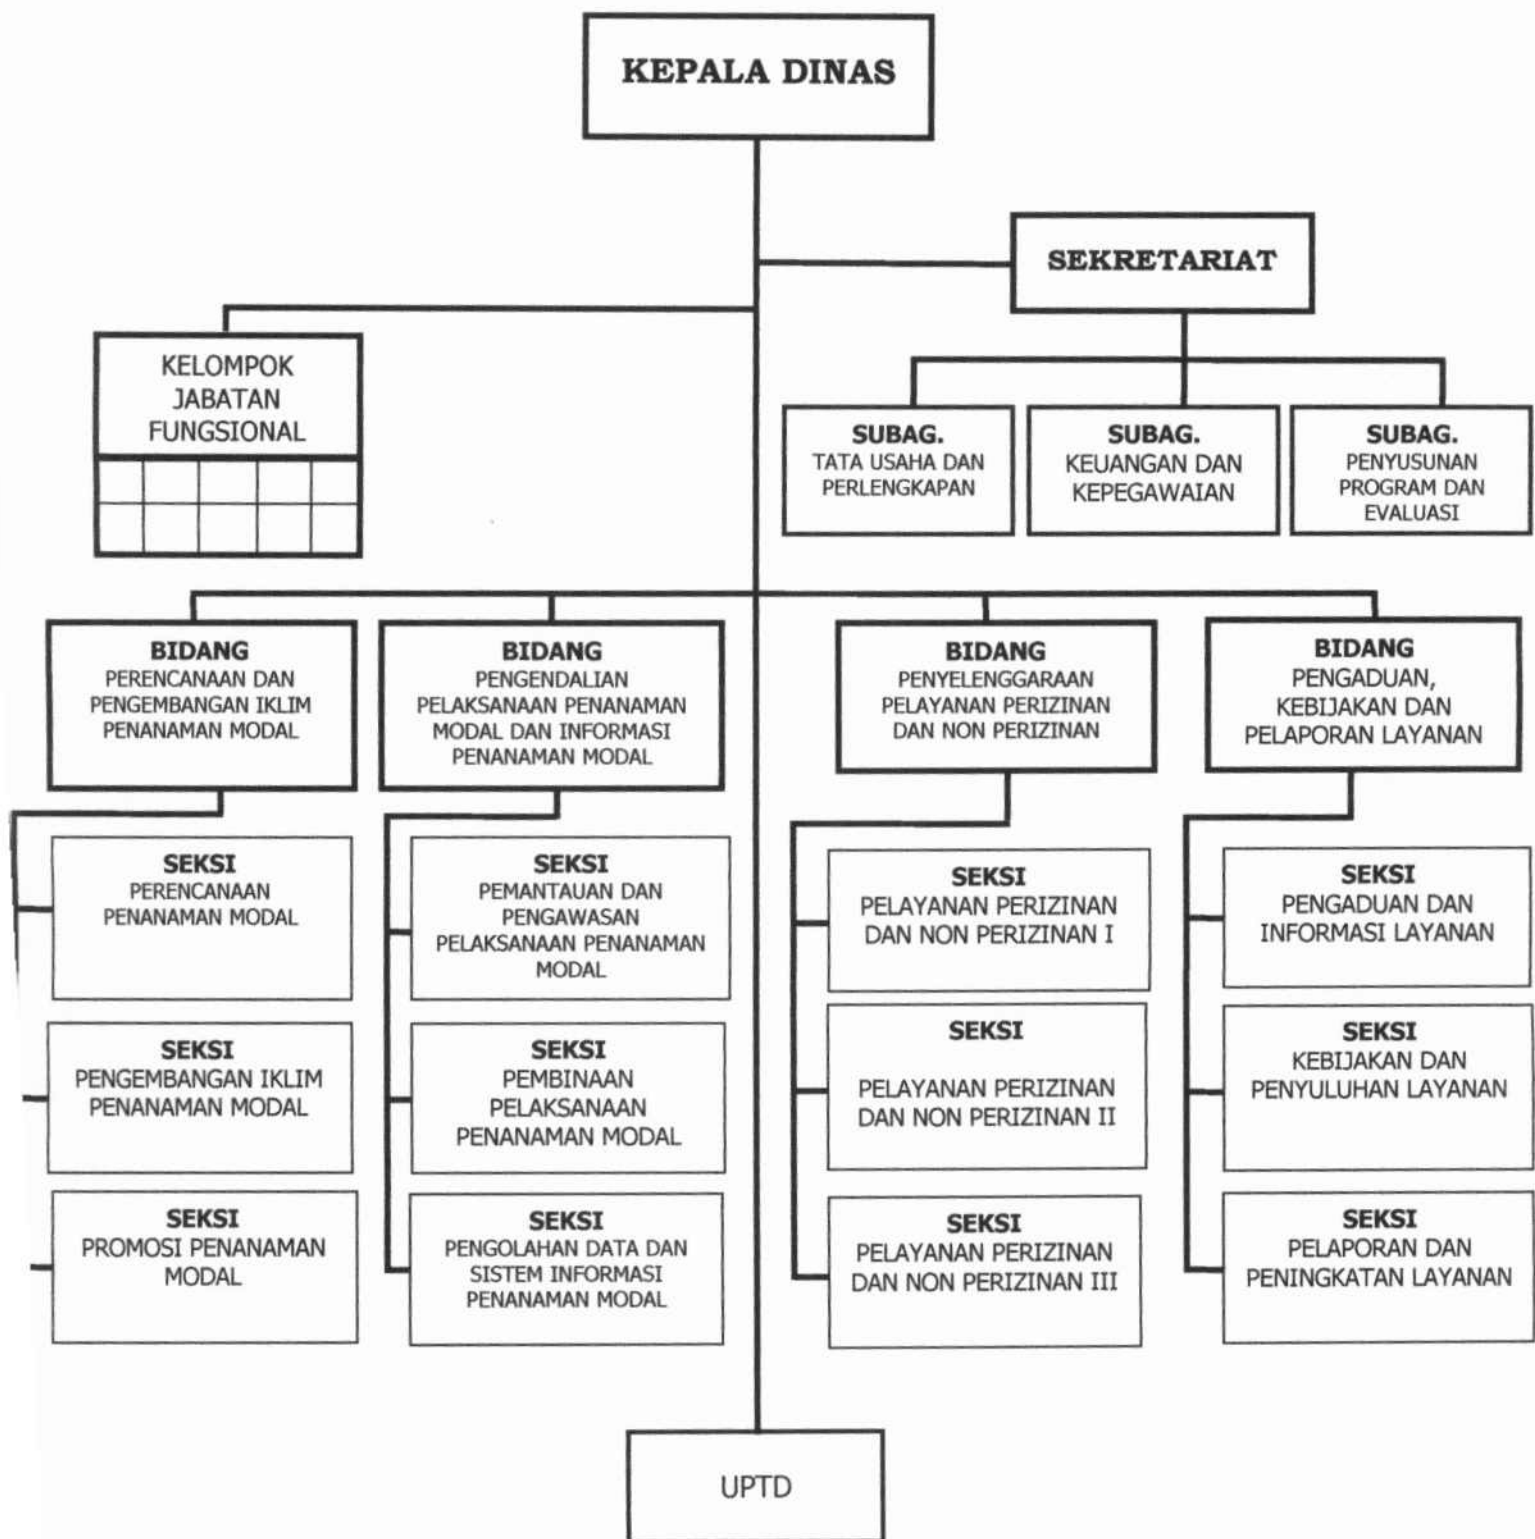 KEPALA DINAS
SEKRETARIAT
KELOMPOK
JABATAN
FUNGSIONAL
SUBAG.
TATA USAHA DAN
PERLENGKAPAN
SUBAG.
KEUANGAN DAN
KEPEGAWAIAN
SUBAG.
PENYUSUNAN
PROGRAM DAN
EVALUASI
BIDANG
PERENCANAAN DAN
PENGEMBANGAN IKLIM
PENANAMAN MODAL
BIDANG
PENGENDALIAN
PELAKSANAAN PENANAMAN
MODAL DAN INFORMASI
PENANAMAN MODAL
BIDANG
PENYELENGGARAAN
PELAYANAN PERIZINAN
DAN NON PERIZINAN
BIDANG
PENGADUAN,
KEBIJAKAN DAN
PELAPORAN LAYANAN
SEKSI
PERENCANAAN
PENANAMAN MODAL
SEKSI
PEMANTAUAN DAN
PENGAWASAN
PELAKSANAAN PENANAMAN
MODAL
SEKSI
PELAYANAN PERIZINAN
DAN NON PERIZINAN I
SEKSI
PENGADUAN DAN
INFORMASI LAYANAN
SEKSI
PENGEMBANGAN IKLIM
PENANAMAN MODAL
SEKSI
PEMBINAAN
PELAKSANAAN
PENANAMAN MODAL
SEKSI
PELAYANAN PERIZINAN
DAN NON PERIZINAN II
SEKSI
KEBIJAKAN DAN
PENYULUHAN LAYANAN
SEKSI
PROMOSI PENANAMAN
MODAL
SEKSI
PENGOLAHAN DATA DAN
SISTEM INFORMASI
PENANAMAN MODAL
SEKSI
PELAYANAN PERIZINAN
DAN NON PERIZINAN III
SEKSI
PELAPORAN DAN
PENINGKATAN LAYANAN
UPTD